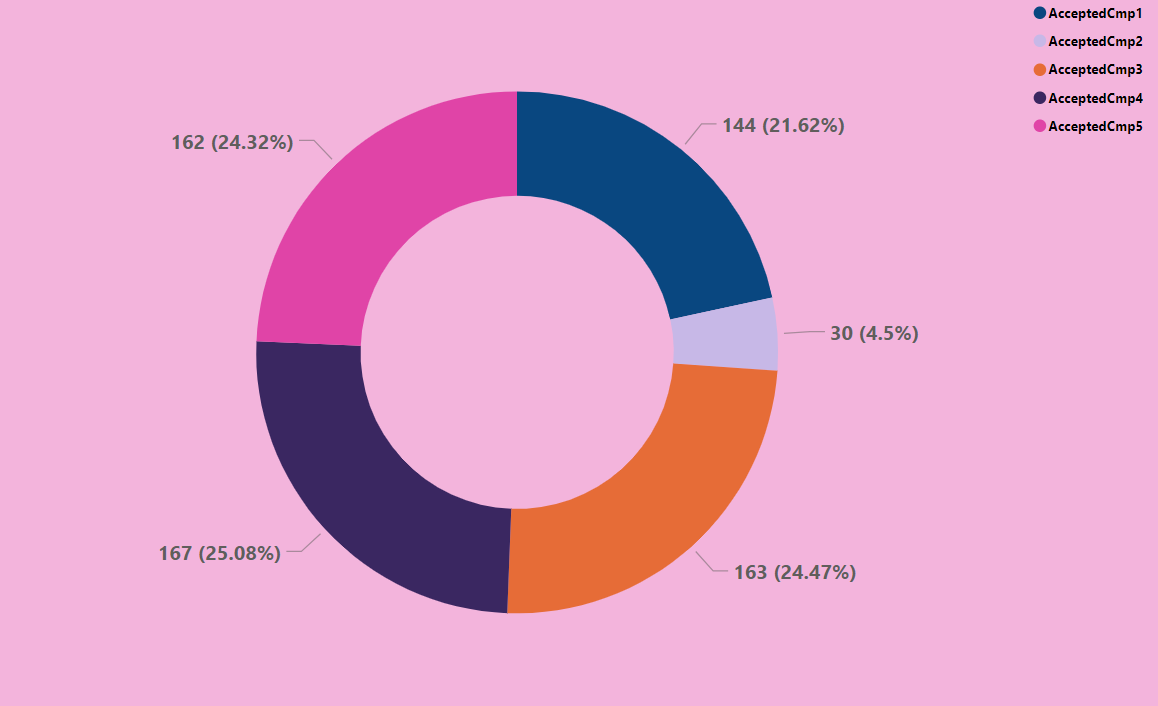 AcceptedCmp1
AcceptedCmp2
AcceptedCmp3
AcceptedCmp4
AcceptedCmp5
144 (21.62%)
162 (24.32%)
30 (4.5%)
167 (25.08%)
163 (24.47%)